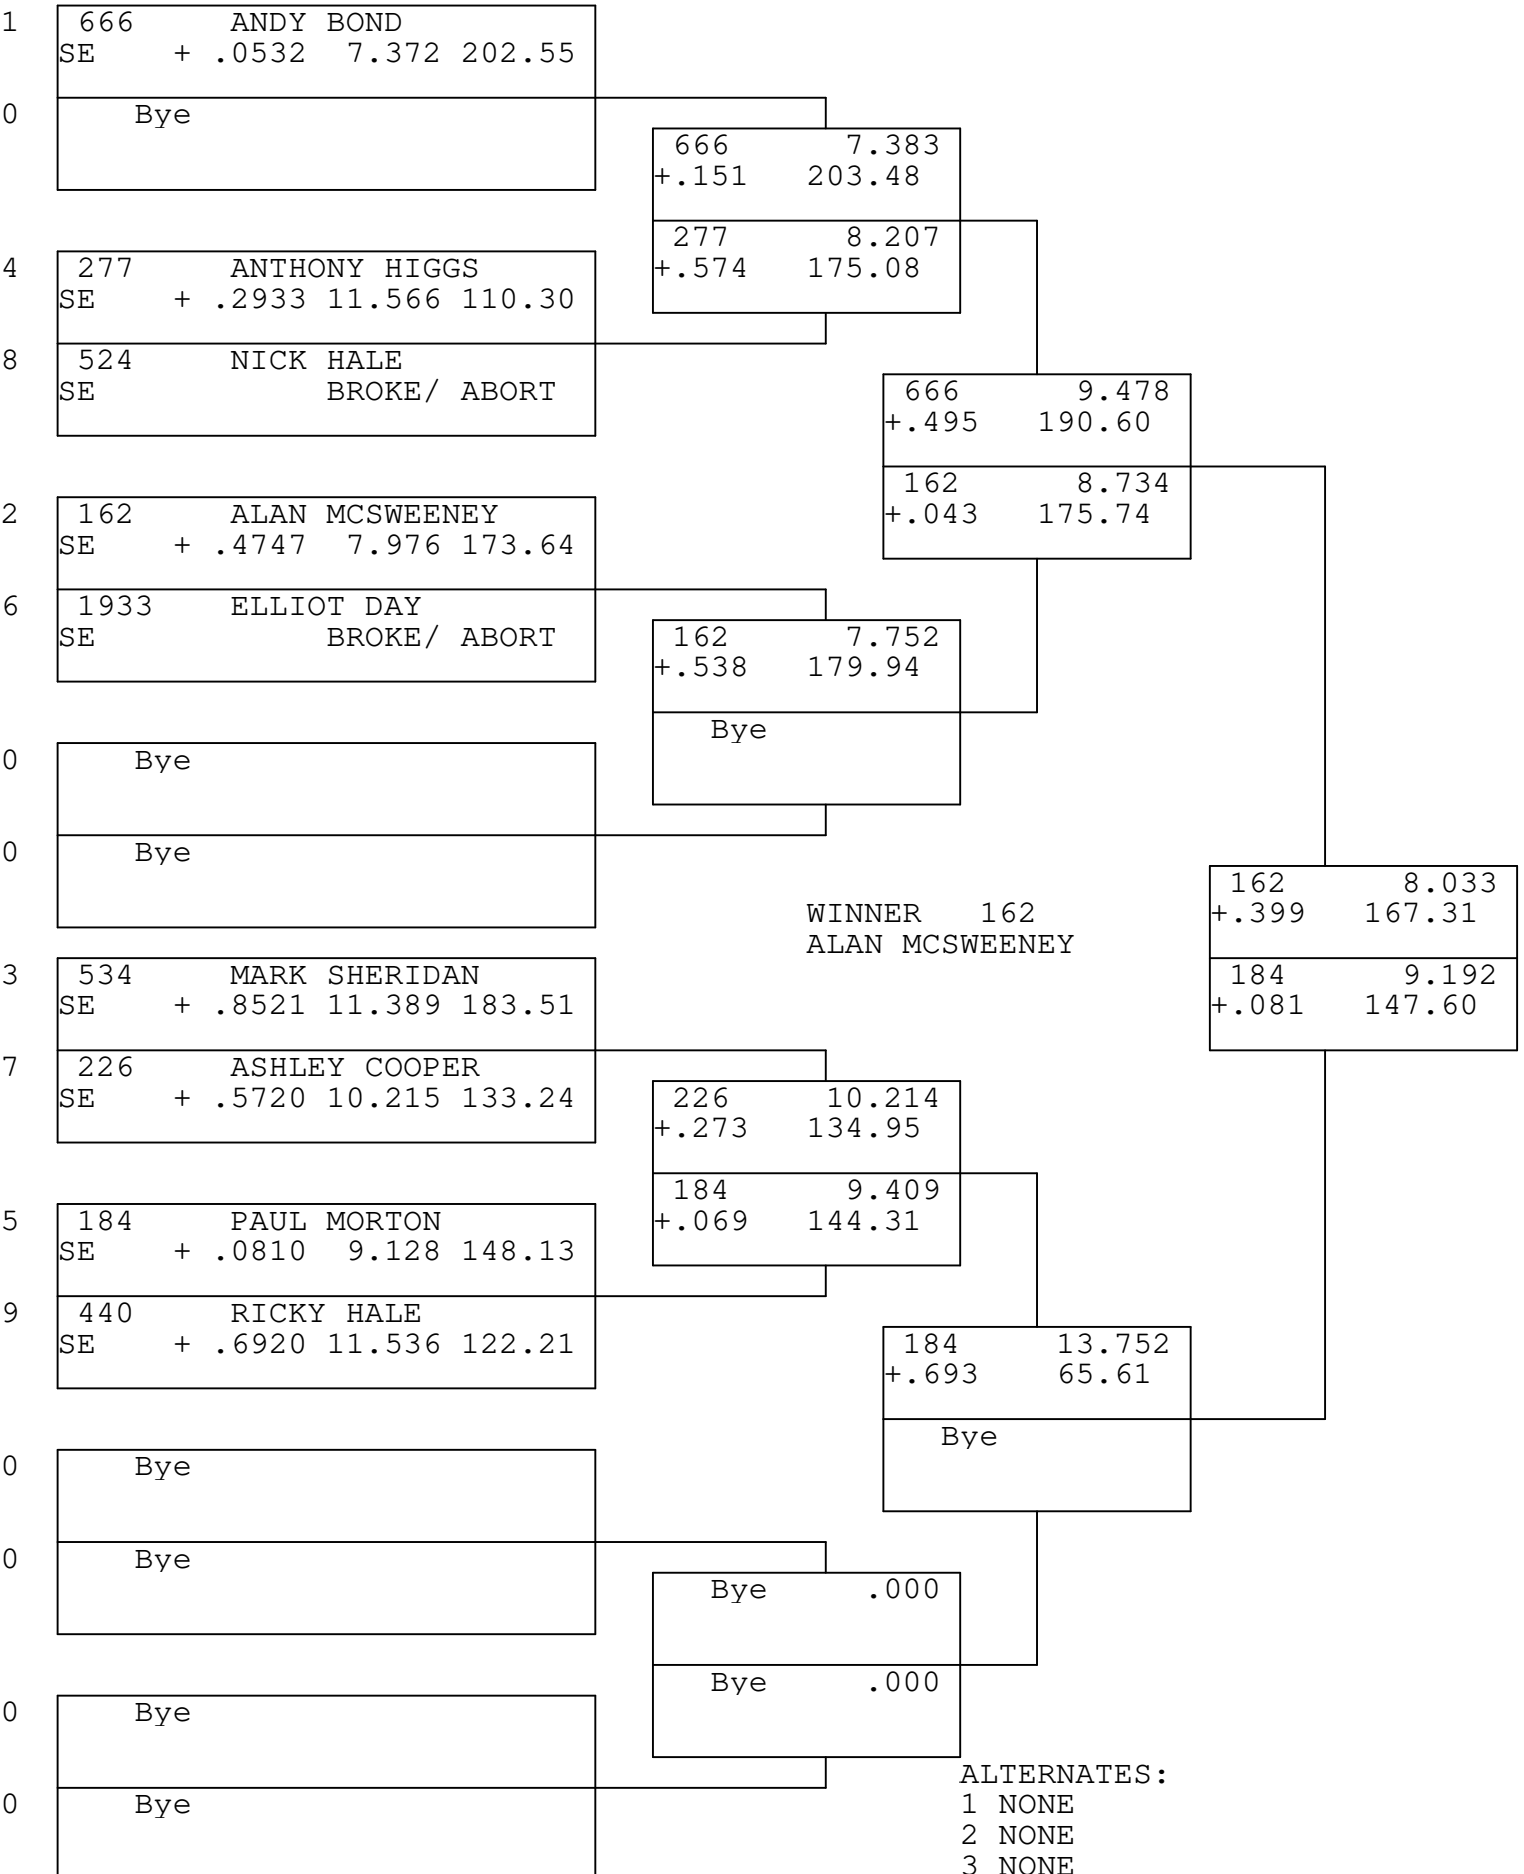 1 666 ANDY BOND
SE + .0532 7.372 202.55
0 Bye
666 7.383
+.151 203.48
277 8.207
+.574 175.08
4 277 ANTHONY HIGGS
SE + .2933 11.566 110.30
8 524 NICK HALE
SE BROKE/ ABORT
666 9.478
+.495 190.60
162 8.734
+.043 175.74
2 162 ALAN MCSWEENEY
SE + .4747 7.976 173.64
6 1933 ELLIOT DAY
SE BROKE/ ABORT
162 7.752
+.538 179.94
Bye
0 Bye
0 Bye
162 8.033
+.399 167.31
184 9.192
+.081 147.60
WINNER 162
ALAN MCSWEENEY
3 534 MARK SHERIDAN
SE + .8521 11.389 183.51
7 226 ASHLEY COOPER
SE + .5720 10.215 133.24
226 10.214
+.273 134.95
184 9.409
+.069 144.31
5 184 PAUL MORTON
SE + .0810 9.128 148.13
9 440 RICKY HALE
SE + .6920 11.536 122.21
184 13.752
+.693 65.61
Bye
0 Bye
0 Bye
Bye .000
Bye .000
0 Bye
0 Bye
ALTERNATES:
1 NONE
2 NONE
3 NONE